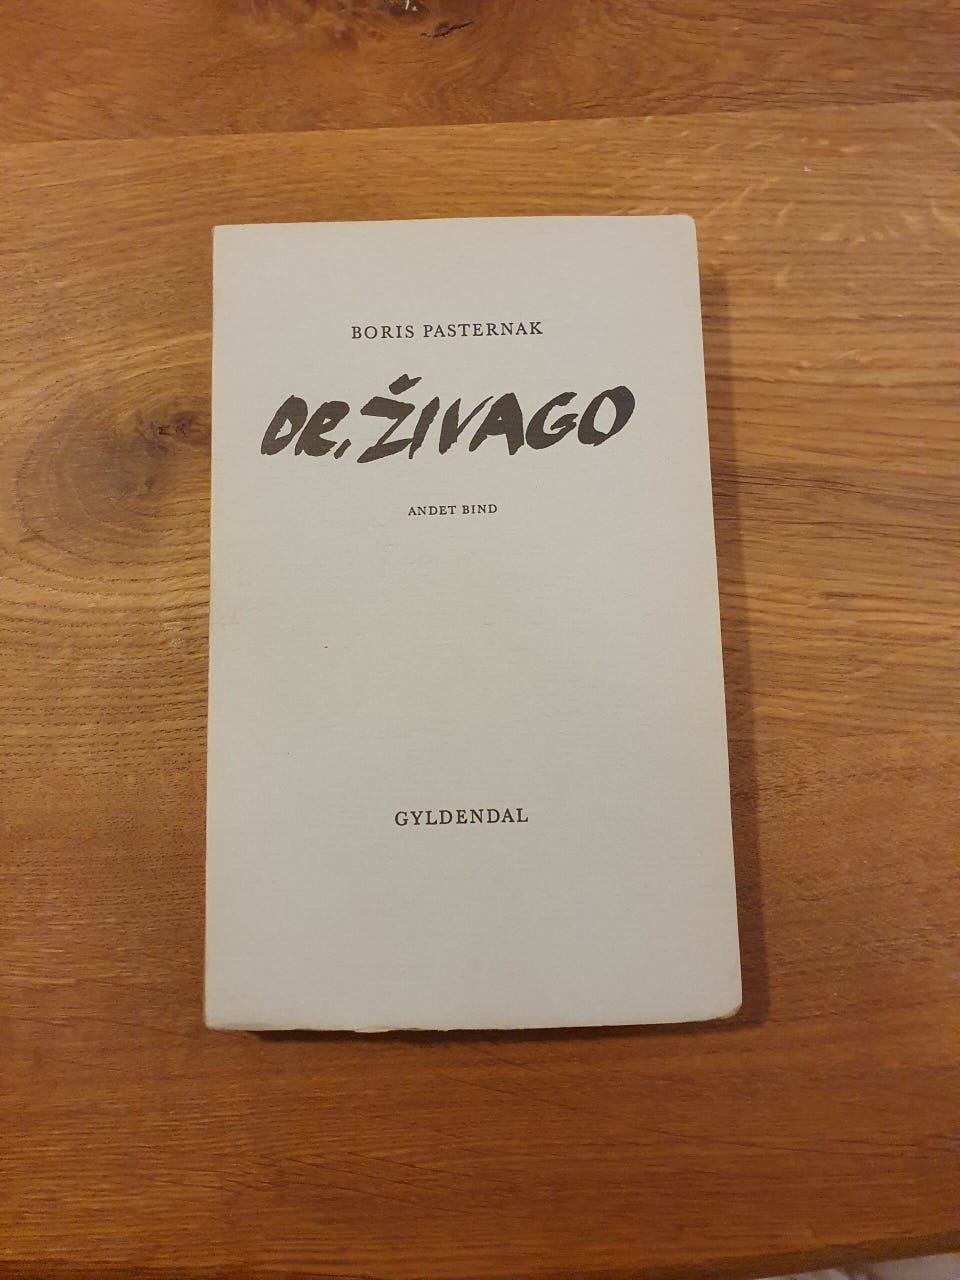 BORIS PASTERNAK
DR. ŽIVAGO
ANDET BIND
GYLDENDAL